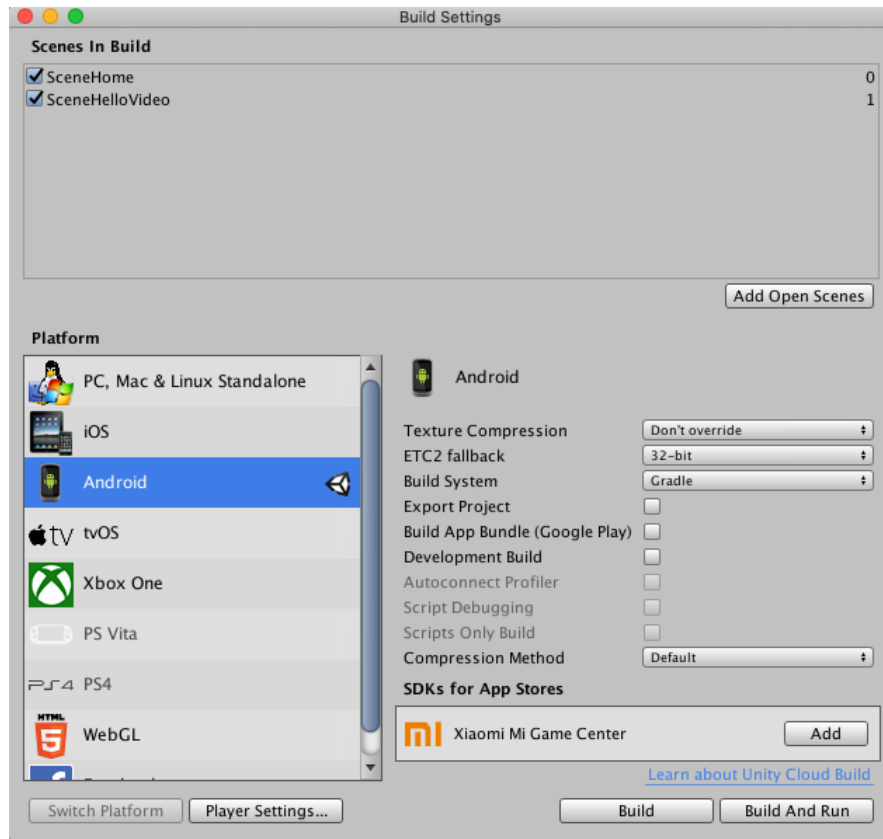 Build Settings
Scenes In Build
SceneHome 0
SceneHelloVideo 1
Add Open Scenes
Platform
PC, Mac & Linux Standalone
iOS
Android
tvOS
Xbox One
PS Vita
PS4
HTML
5
WebGL
Android
Texture Compression Don't override
ETC2 fallback 32-bit
Build System Gradle
Export Project
Build App Bundle (Google Play)
Development Build
Autoconnect Profiler
Script Debugging
Scripts Only Build
Compression Method Default
SDKs for App Stores
Xiaomi Mi Game Center Add
Learn about Unity Cloud Build
Switch Platform Player Settings... Build Build And Run